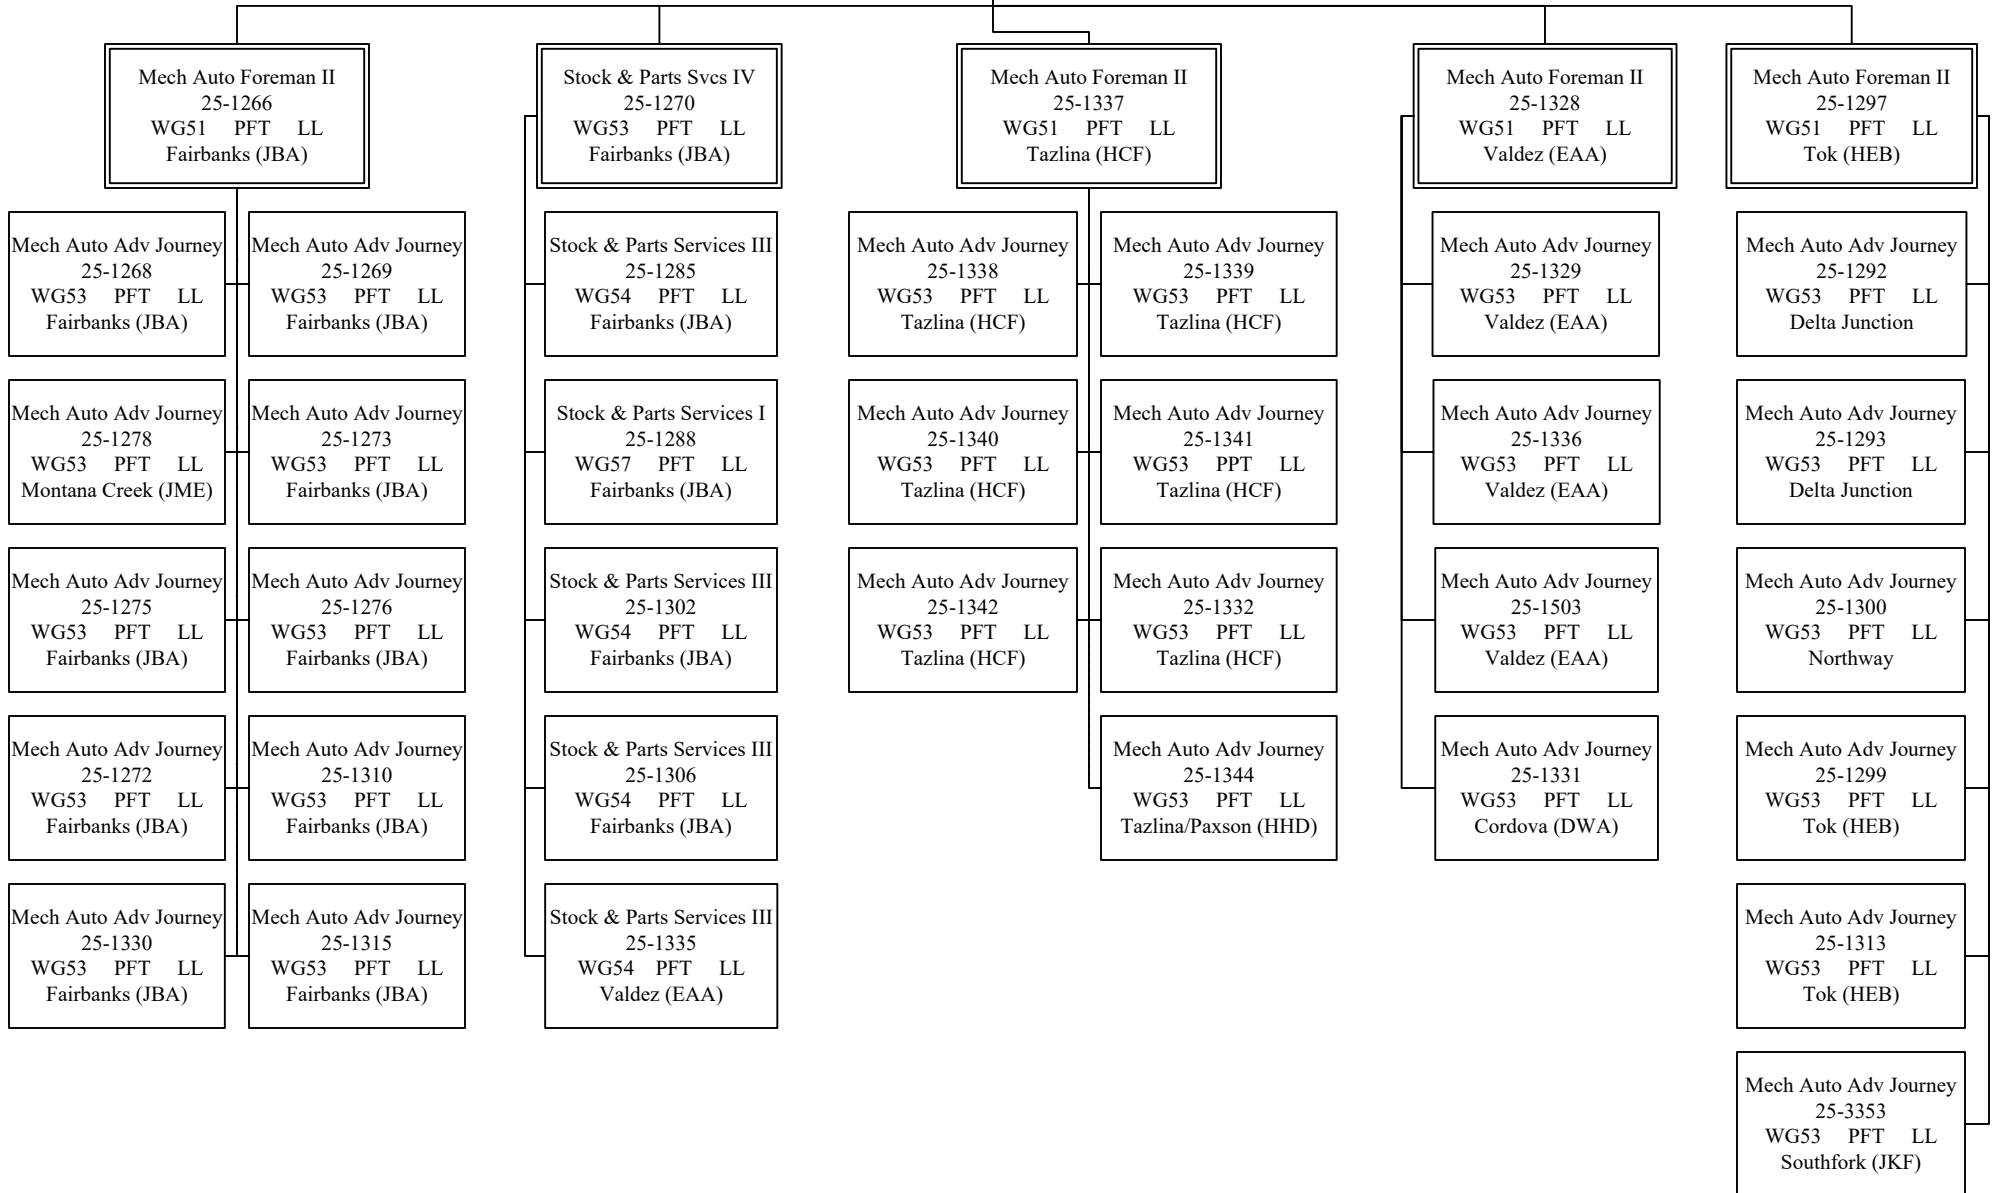 Mech Auto Foreman II
25-1266
WG51 PFT LL
Fairbanks (JBA)
Stock & Parts Svcs IV
25-1270
WG53 PFT LL
Fairbanks (JBA)
Mech Auto Foreman II
25-1337
WG51 PFT LL
Tazlina (HCF)
Mech Auto Foreman II
25-1328
WG51 PFT LL
Valdez (EAA)
Mech Auto Foreman II
25-1297
WG51 PFT LL
Tok (HEB)
Mech Auto Adv Journey
25-1268
WG53 PFT LL
Fairbanks (JBA)
Mech Auto Adv Journey
25-1269
WG53 PFT LL
Fairbanks (JBA)
Stock & Parts Services III
25-1285
WG54 PFT LL
Fairbanks (JBA)
Mech Auto Adv Journey
25-1338
WG53 PFT LL
Tazlina (HCF)
Mech Auto Adv Journey
25-1339
WG53 PFT LL
Tazlina (HCF)
Mech Auto Adv Journey
25-1329
WG53 PFT LL
Valdez (EAA)
Mech Auto Adv Journey
25-1292
WG53 PFT LL
Delta Junction
Mech Auto Adv Journey
25-1278
WG53 PFT LL
Montana Creek (JME)
Mech Auto Adv Journey
25-1273
WG53 PFT LL
Fairbanks (JBA)
Stock & Parts Services I
25-1288
WG57 PFT LL
Fairbanks (JBA)
Mech Auto Adv Journey
25-1340
WG53 PFT LL
Tazlina (HCF)
Mech Auto Adv Journey
25-1341
WG53 PPT LL
Tazlina (HCF)
Mech Auto Adv Journey
25-1336
WG53 PFT LL
Valdez (EAA)
Mech Auto Adv Journey
25-1293
WG53 PFT LL
Delta Junction
Mech Auto Adv Journey
25-1275
WG53 PFT LL
Fairbanks (JBA)
Mech Auto Adv Journey
25-1276
WG53 PFT LL
Fairbanks (JBA)
Stock & Parts Services III
25-1302
WG54 PFT LL
Fairbanks (JBA)
Mech Auto Adv Journey
25-1342
WG53 PFT LL
Tazlina (HCF)
Mech Auto Adv Journey
25-1332
WG53 PFT LL
Tazlina (HCF)
Mech Auto Adv Journey
25-1503
WG53 PFT LL
Valdez (EAA)
Mech Auto Adv Journey
25-1300
WG53 PFT LL
Northway
Mech Auto Adv Journey
25-1272
WG53 PFT LL
Fairbanks (JBA)
Mech Auto Adv Journey
25-1310
WG53 PFT LL
Fairbanks (JBA)
Stock & Parts Services III
25-1306
WG54 PFT LL
Fairbanks (JBA)
Mech Auto Adv Journey
25-1344
WG53 PFT LL
Tazlina/Paxson (HHD)
Mech Auto Adv Journey
25-1331
WG53 PFT LL
Cordova (DWA)
Mech Auto Adv Journey
25-1299
WG53 PFT LL
Tok (HEB)
Mech Auto Adv Journey
25-1330
WG53 PFT LL
Fairbanks (JBA)
Mech Auto Adv Journey
25-1315
WG53 PFT LL
Fairbanks (JBA)
Stock & Parts Services III
25-1335
WG54 PFT LL
Valdez (EAA)
Mech Auto Adv Journey
25-1313
WG53 PFT LL
Tok (HEB)
Mech Auto Adv Journey
25-3353
WG53 PFT LL
Southfork (JKF)